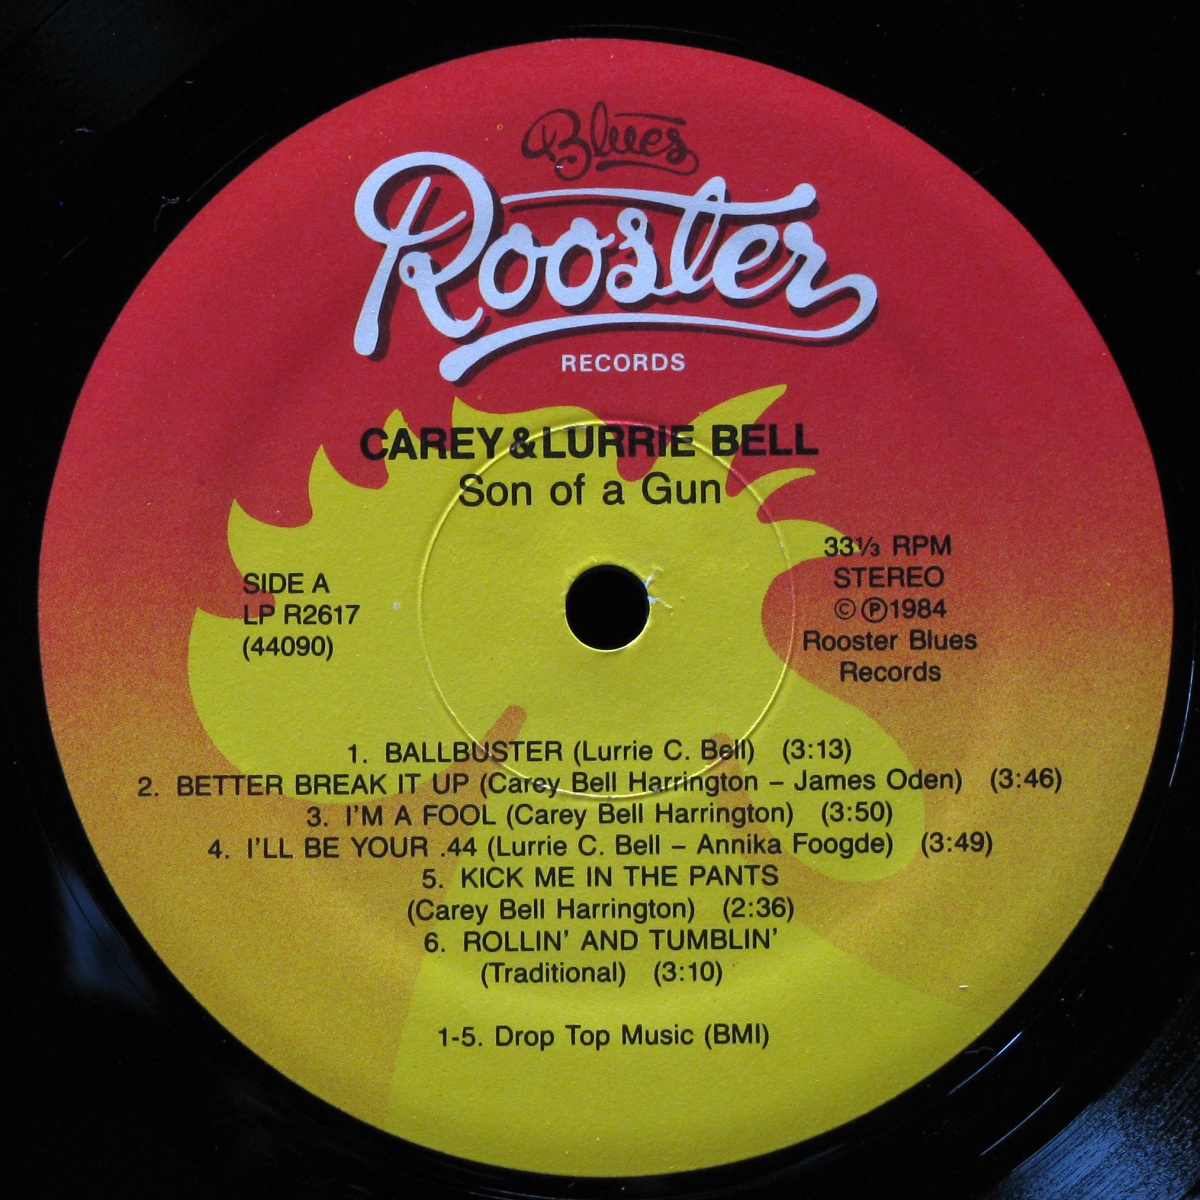 Blues
Rooster
RECORDS
CAREY & LURRIE BELL
Son of a Gun
SIDE A
LP R2617
(44090)
33⅓ RPM
STEREO
© ℗ 1984
Rooster Blues
Records
1. BALLBUSTER (Lurrie C. Bell) (3:13)
2. BETTER BREAK IT UP (Carey Bell Harrington – James Oden) (3:46)
3. I'M A FOOL (Carey Bell Harrington) (3:50)
4. I'LL BE YOUR .44 (Lurrie C. Bell – Annika Foogde) (3:49)
5. KICK ME IN THE PANTS
(Carey Bell Harrington) (2:36)
6. ROLLIN' AND TUMBLIN'
(Traditional) (3:10)
1-5. Drop Top Music (BMI)